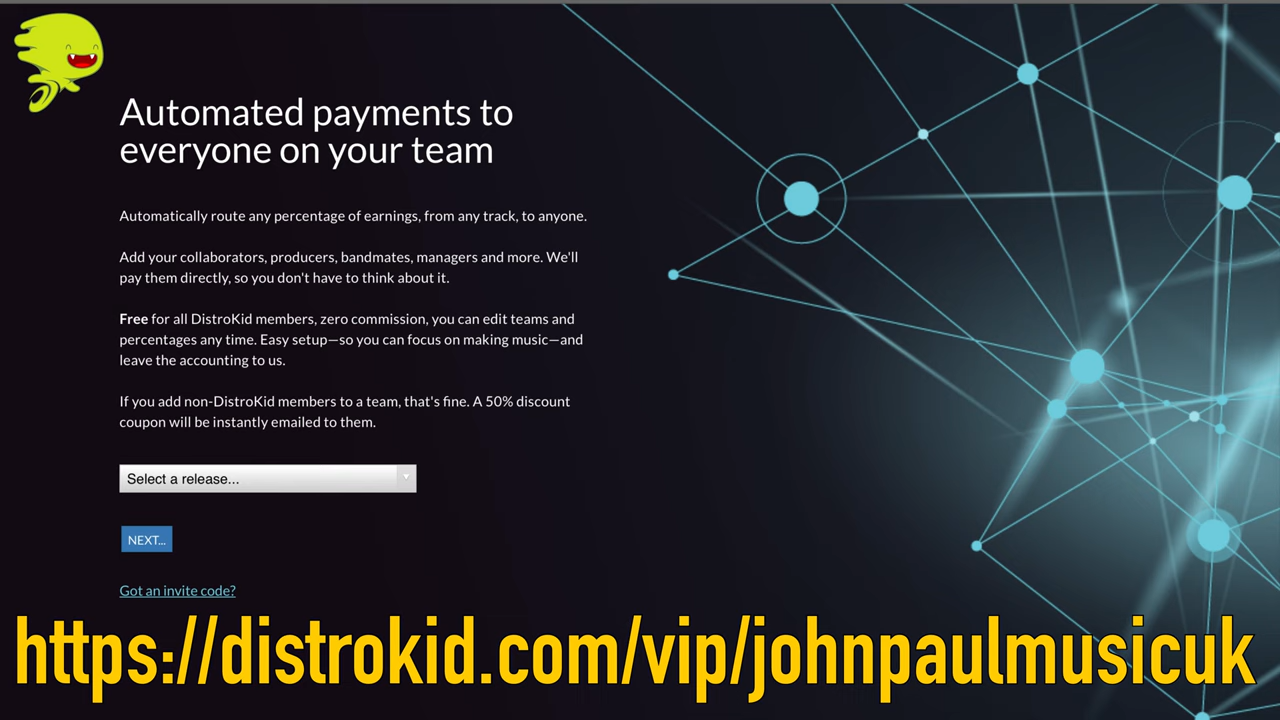 Automated payments to
everyone on your team
Automatically route any percentage of earnings, from any track, to anyone.
Add your collaborators, producers, bandmates, managers and more. We'll
pay them directly, so you don't have to think about it.
Free for all DistroKid members, zero commission, you can edit teams and
percentages any time. Easy setup—so you can focus on making music—and
leave the accounting to us.
If you add non-DistroKid members to a team, that's fine. A 50% discount
coupon will be instantly emailed to them.
Select a release...
NEXT...
Got an invite code?
https://distrokid.com/vip/johnpaulmusicuk